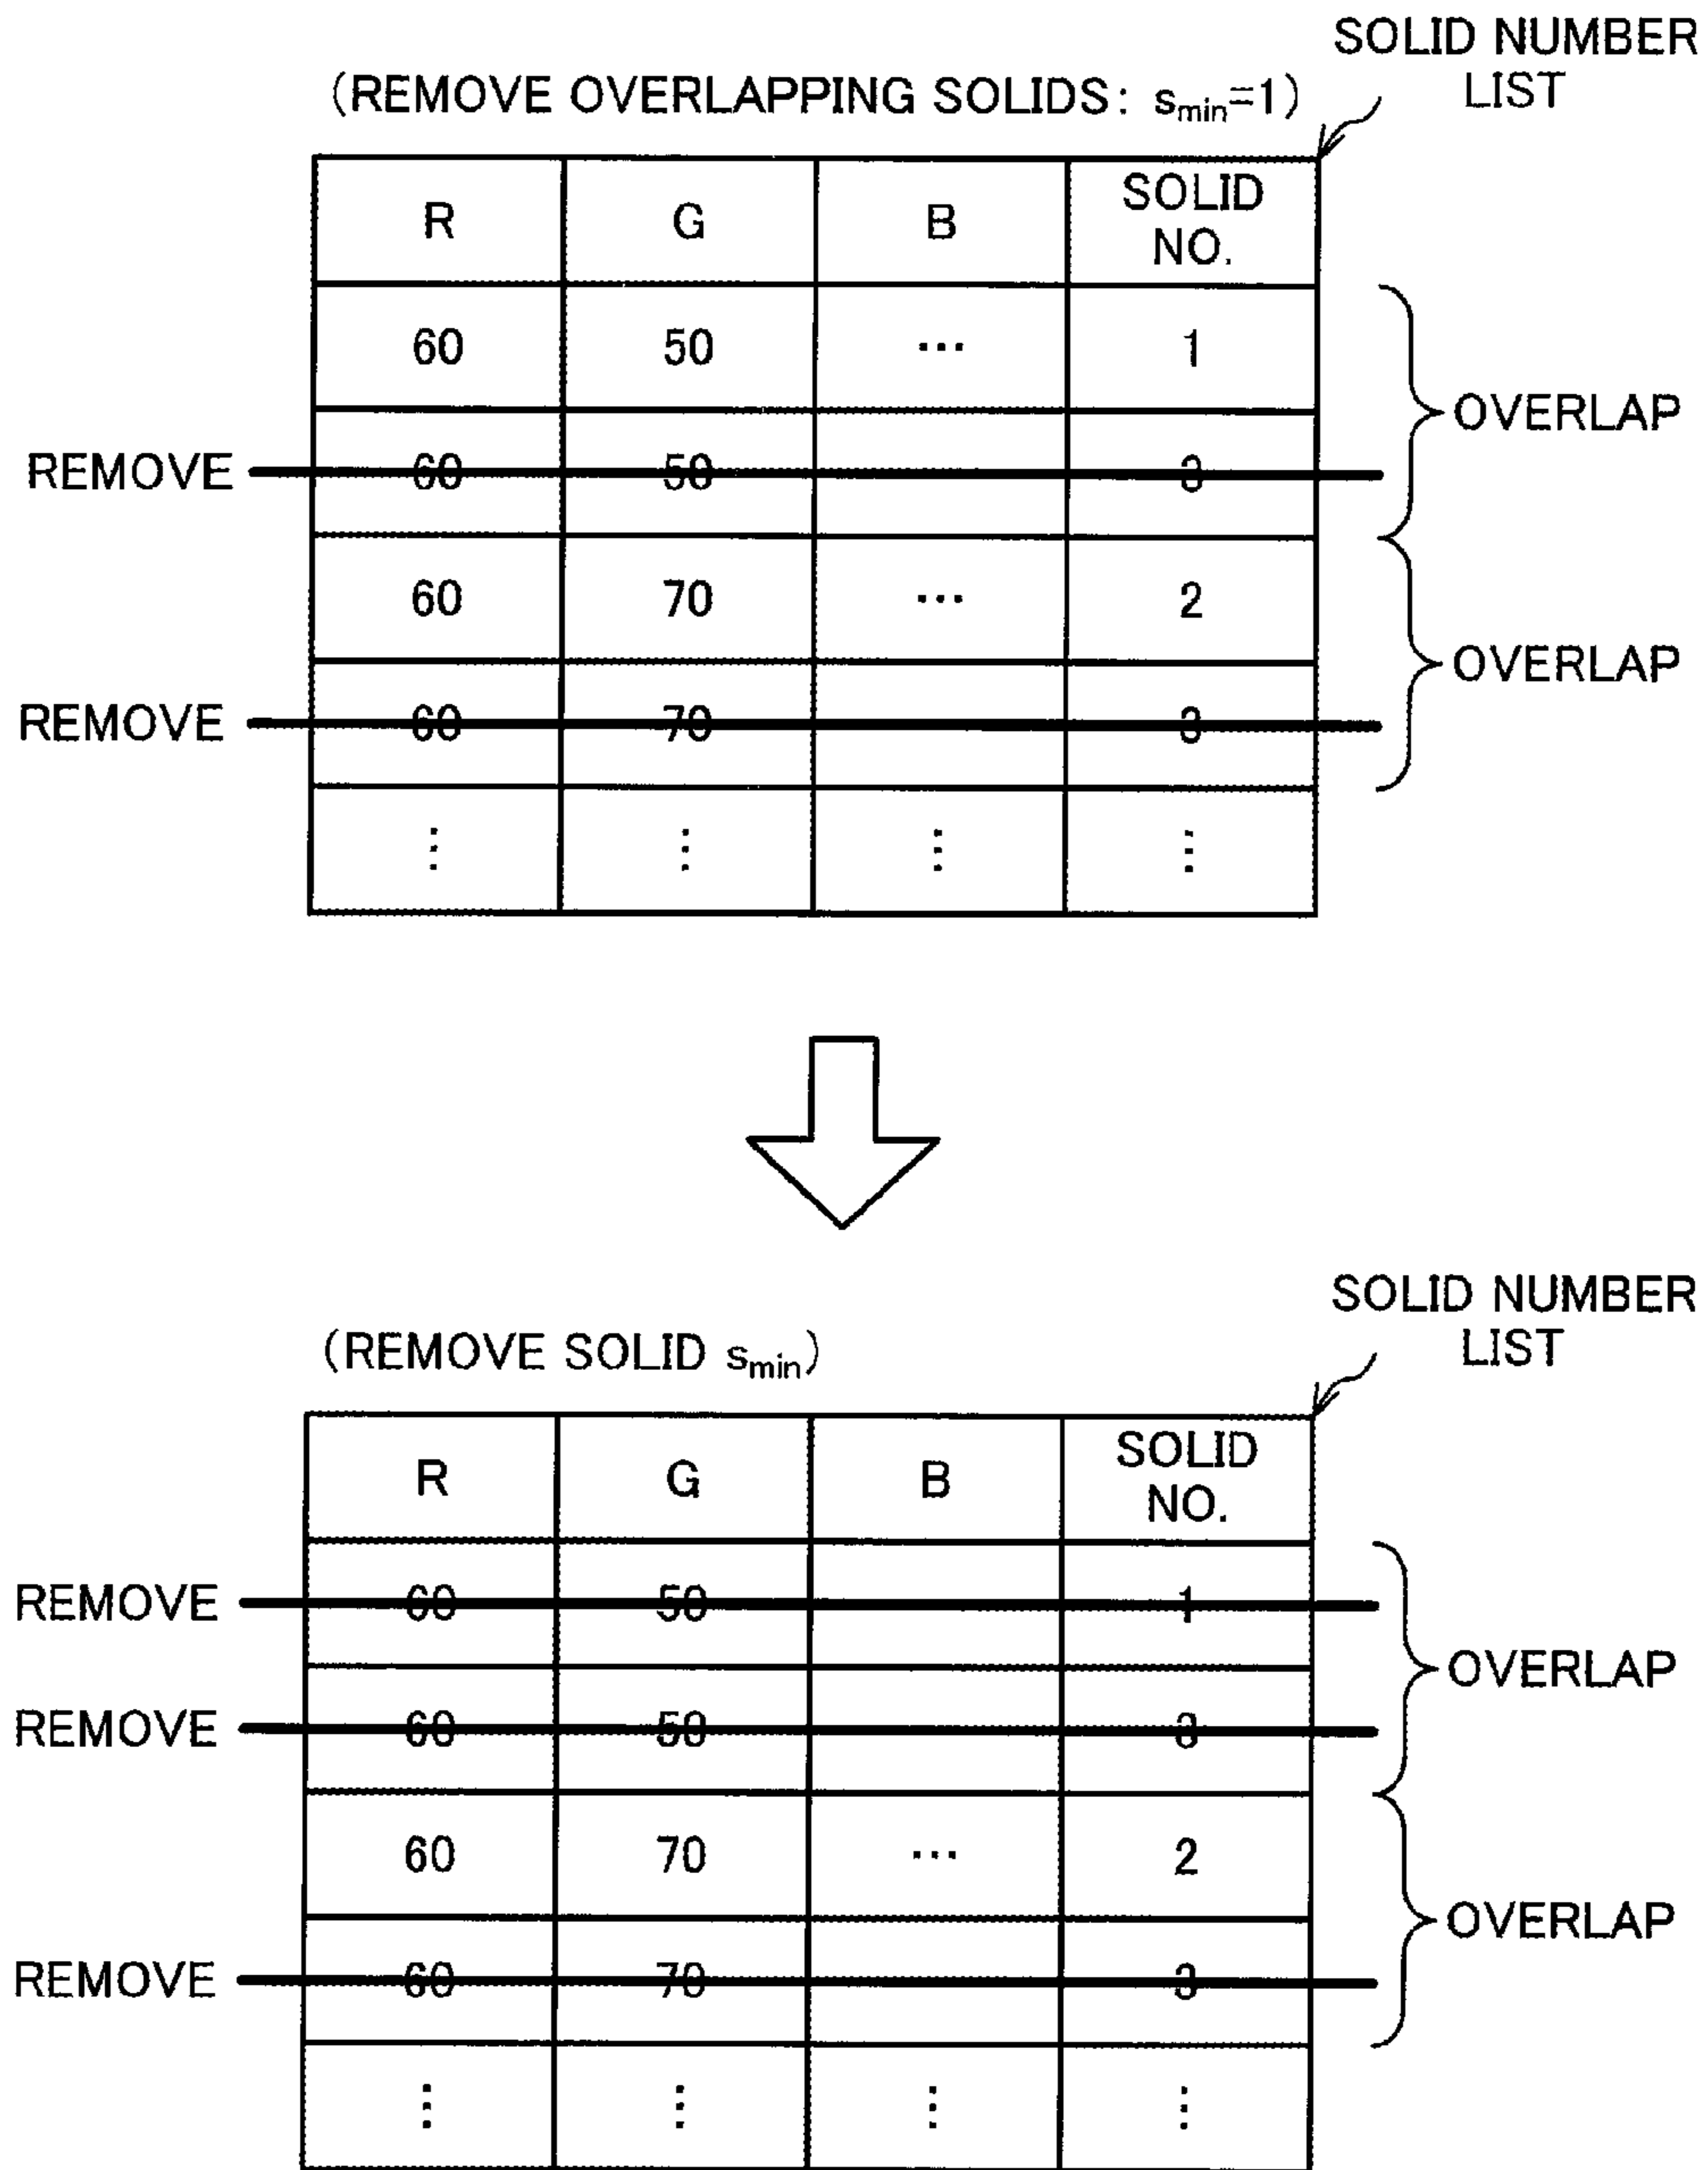 SOLID NUMBER
LIST
(REMOVE OVERLAPPING SOLIDS: smin=1)
R G B SOLID NO.
60 50 ... 1
OVERLAP
REMOVE 60 50 3
60 70 ... 2
OVERLAP
REMOVE 60 70 3
⋮ ⋮ ⋮ ⋮
SOLID NUMBER
LIST
(REMOVE SOLID smin)
R G B SOLID NO.
REMOVE 60 50 1
OVERLAP
REMOVE 60 50 3
60 70 ... 2
OVERLAP
REMOVE 60 70 3
⋮ ⋮ ⋮ ⋮